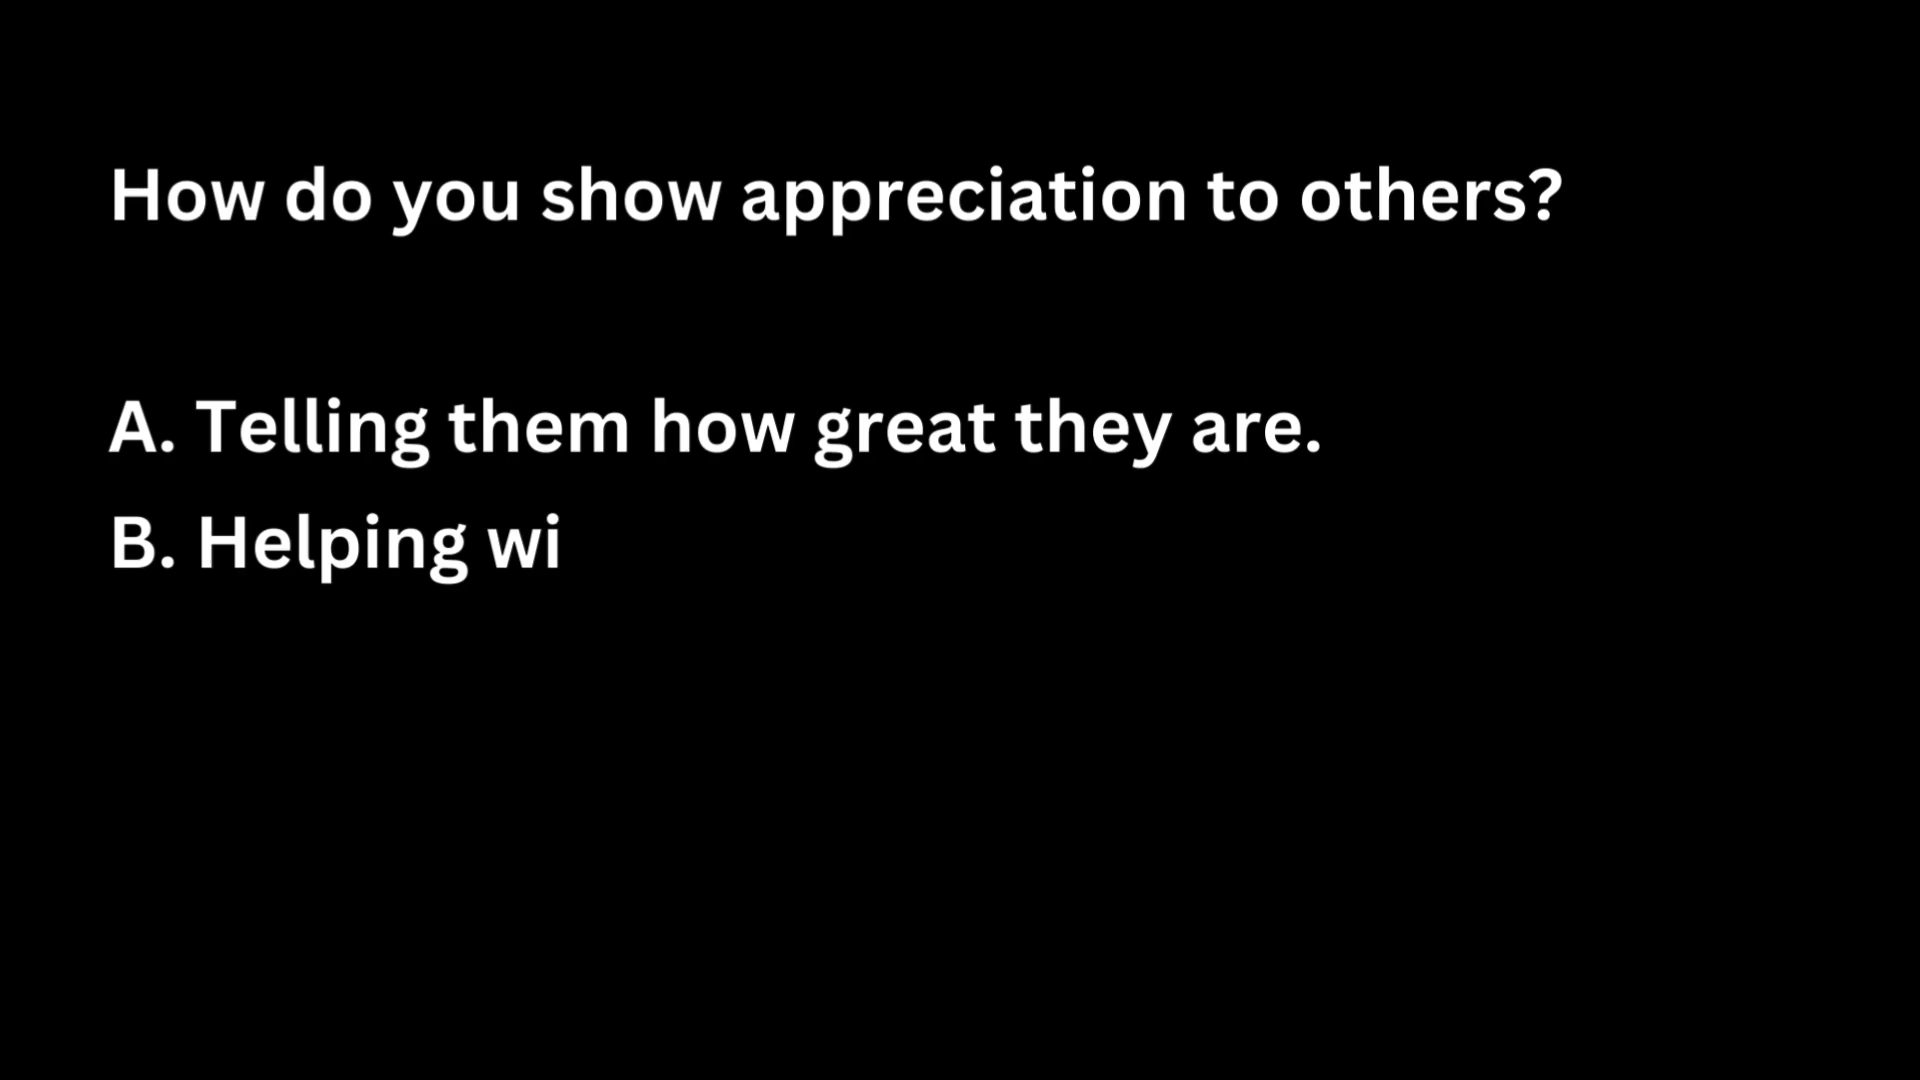 How do you show appreciation to others?
A. Telling them how great they are.
B. Helping wi